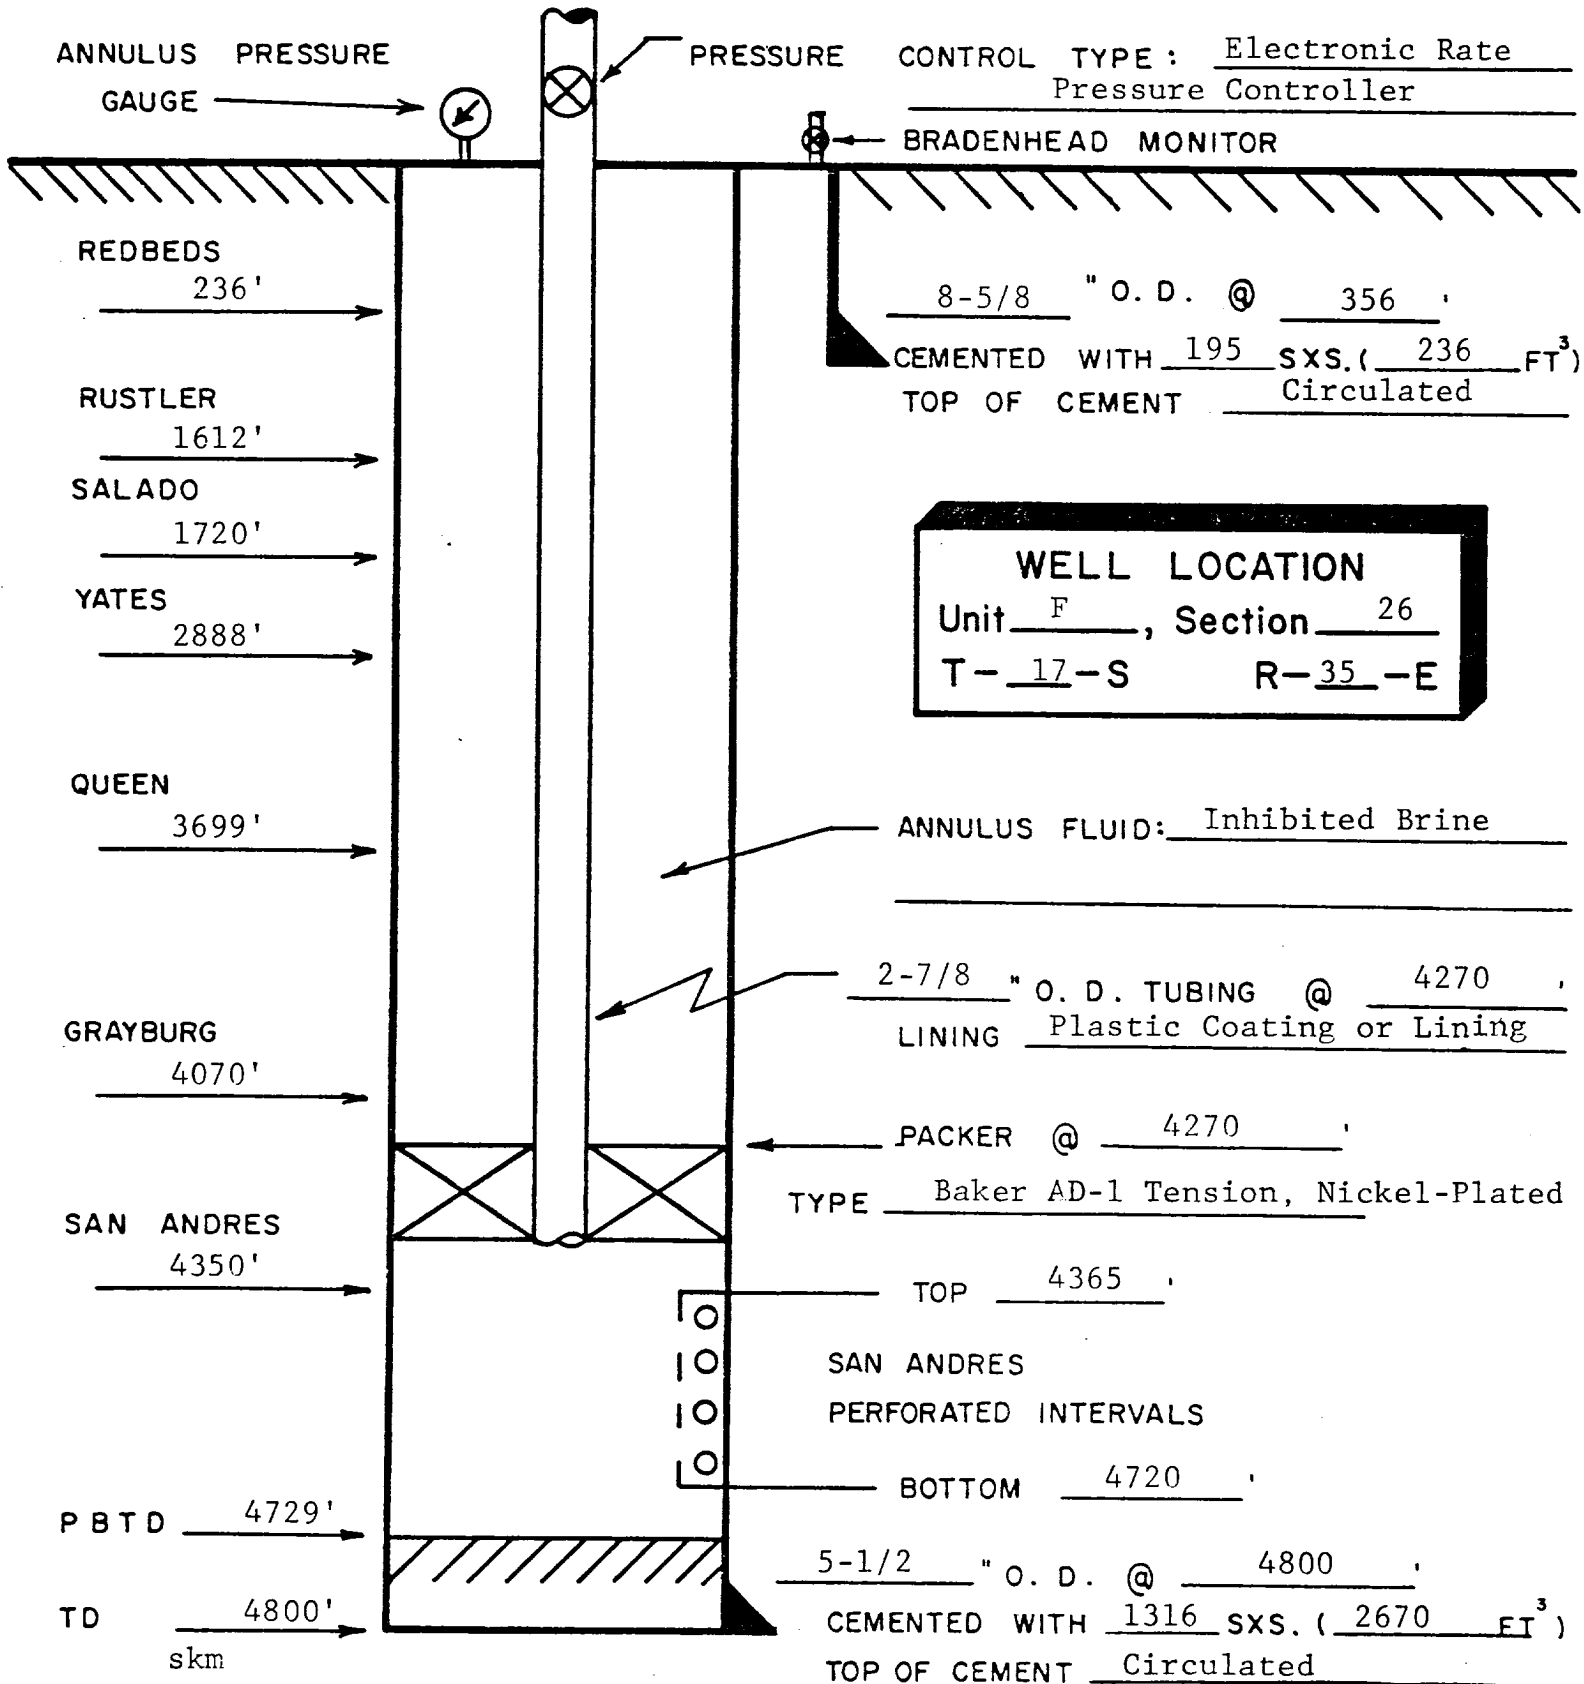 ANNULUS PRESSURE
GAUGE
PRESSURE CONTROL TYPE: Electronic Rate
Pressure Controller
BRADENHEAD MONITOR
REDBEDS
236'
8-5/8 "O.D. @ 356 '
CEMENTED WITH 195 SXS. (236 FT³)
TOP OF CEMENT Circulated
RUSTLER
1612'
SALADO
1720'
YATES
2888'
WELL LOCATION
Unit F, Section 26
T-17-S R-35-E
QUEEN
3699'
ANNULUS FLUID: Inhibited Brine
2-7/8 "O.D. TUBING @ 4270 '
LINING Plastic Coating or Lining
GRAYBURG
4070'
PACKER @ 4270 '
TYPE Baker AD-1 Tension, Nickel-Plated
SAN ANDRES
4350'
TOP 4365 '
SAN ANDRES
PERFORATED INTERVALS
BOTTOM 4720 '
PBTD 4729'
5-1/2 "O.D. @ 4800 '
CEMENTED WITH 1316 SXS. (2670 FT³)
TOP OF CEMENT Circulated
TD 4800'
skm